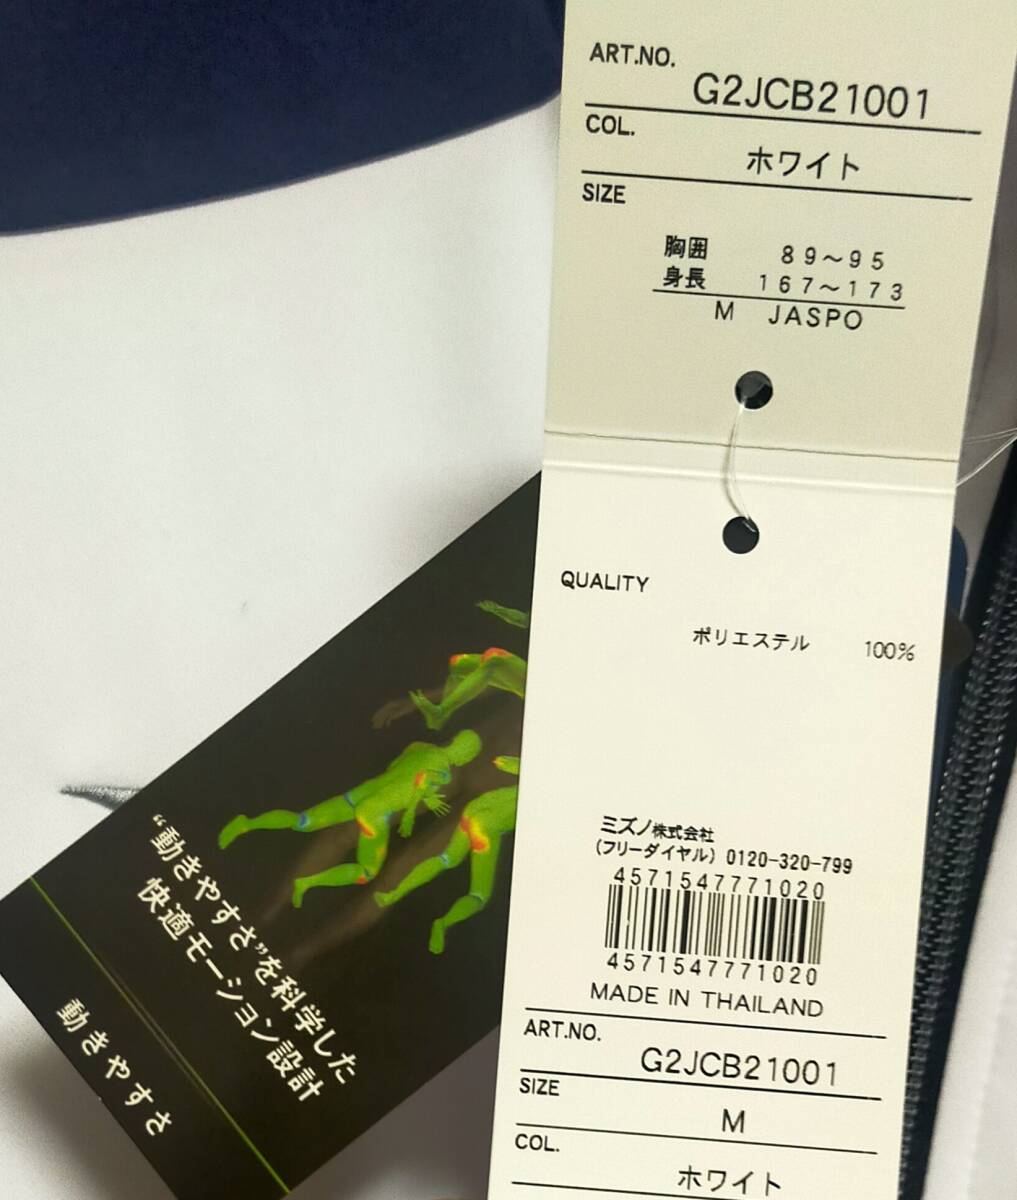 ART.NO.
G2JCB21001
COL.
ホワイト
SIZE
胸囲 89～95
身長 167～173
M JASPO
QUALITY
ポリエステル 100%
ミズノ株式会社
(フリーダイヤル) 0120-320-799
4571547771020
4571547771020
MADE IN THAILAND
ART.NO.
G2JCB21001
SIZE
M
COL.
ホワイト
“動きやすさ”を科学した
快適モーション設計
動きやすさ